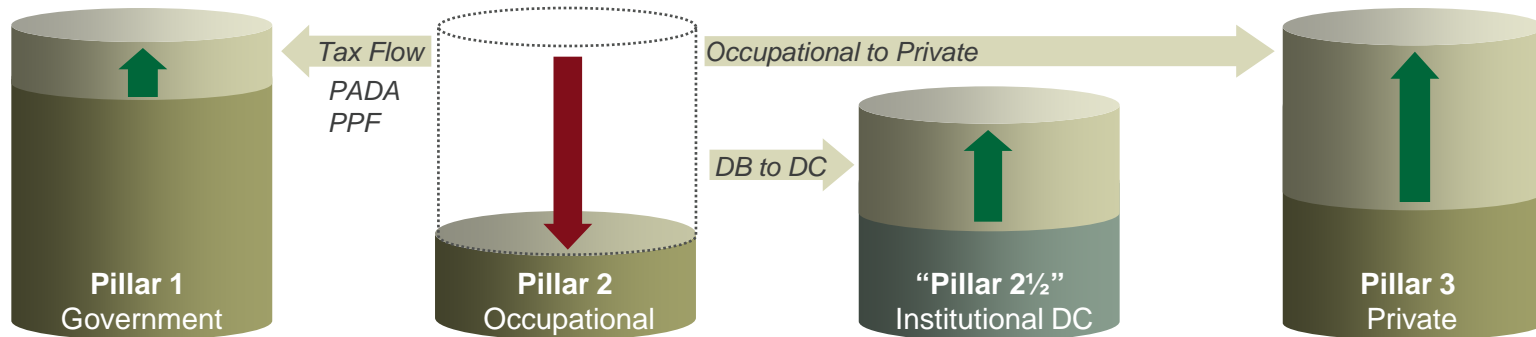 Tax Flow
PADA
PPF
Occupational to Private
DB to DC
Pillar 1
Government
Pillar 2
Occupational
“Pillar 2½”
Institutional DC
Pillar 3
Private